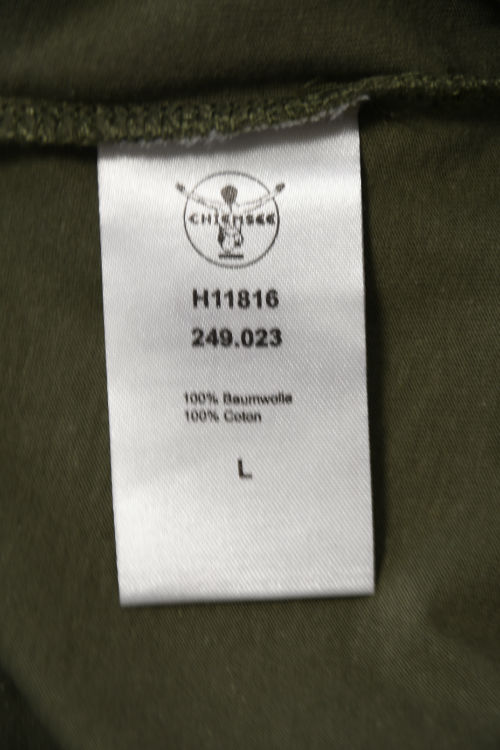 CHIEMSEE
H11816
249.023
100% Baumwolle
100% Coton
L